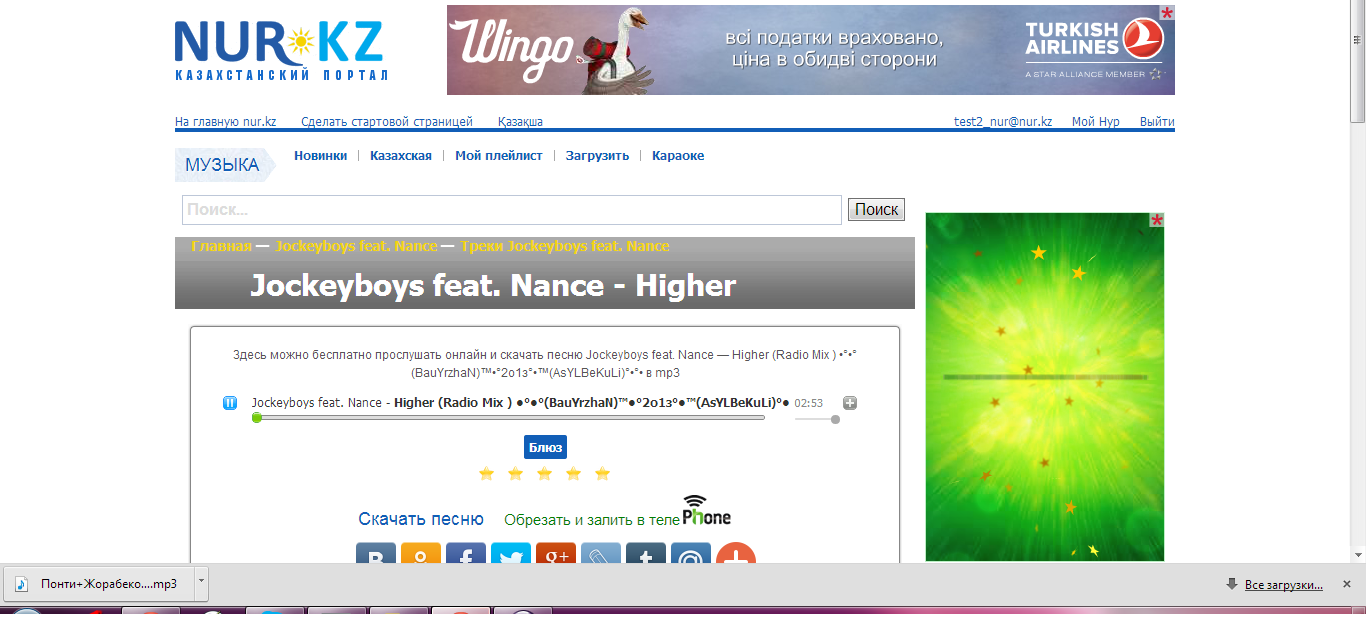 NUR KZ
КАЗАХСТАНСКИЙ ПОРТАЛ
Wingo
всі податки враховано,
ціна в обидві сторони
TURKISH
AIRLINES
A STAR ALLIANCE MEMBER
На главную nur.kz Сделать стартовой страницей Қазақша test2_nur@nur.kz Мой Нур Выйти
МУЗЫКА Новинки | Казахская | Мой плейлист | Загрузить | Караоке
Поиск... Поиск
Главная — Jockeyboys feat. Nance — Треки Jockeyboys feat. Nance
Jockeyboys feat. Nance - Higher
Здесь можно бесплатно прослушать онлайн и скачать песню Jockeyboys feat. Nance — Higher (Radio Mix ) •°•°
(BauYrzhaN)™•°2o1з°•™(AsYLBeKuLi)°•°• в mp3
Jockeyboys feat. Nance - Higher (Radio Mix ) •°•°(BauYrzhaN)™•°2o1з°•™(AsYLBeKuLi)°• 02:53
Блюз
Скачать песню Обрезать и залить в теле Phone
В f g+ t @
Понти+Жорабеко....mp3 Все загрузки...